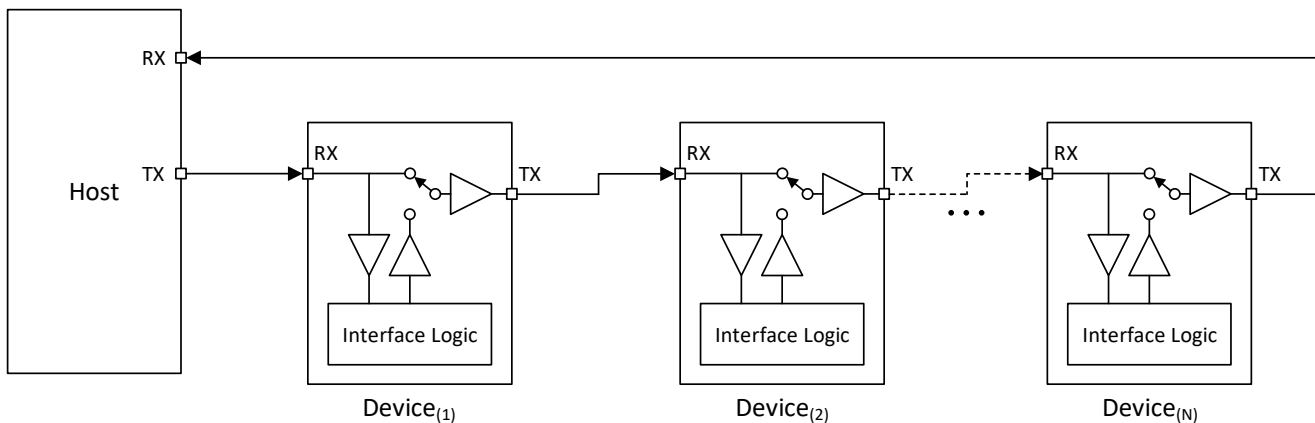 RX
TX
Host
RX
TX
Interface Logic
Device(1)
RX
TX
Interface Logic
Device(2)
...
RX
TX
Interface Logic
Device(N)